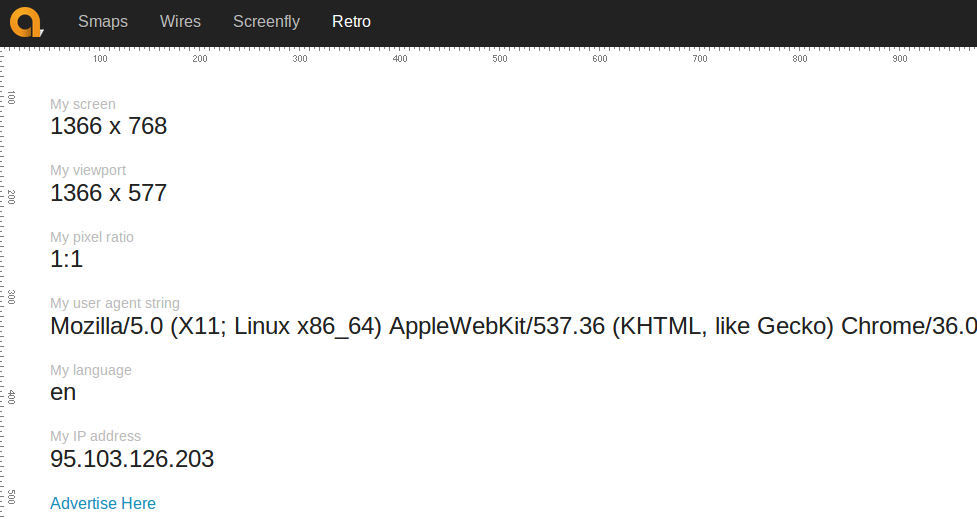 Smaps Wires Screenfly Retro
100 200 300 400 500 600 700 800 900
My screen
100
1366 x 768
My viewport
1366 x 577
200
My pixel ratio
1:1
My user agent string
300
Mozilla/5.0 (X11; Linux x86_64) AppleWebKit/537.36 (KHTML, like Gecko) Chrome/36.0
My language
en
400
My IP address
95.103.126.203
Advertise Here
500